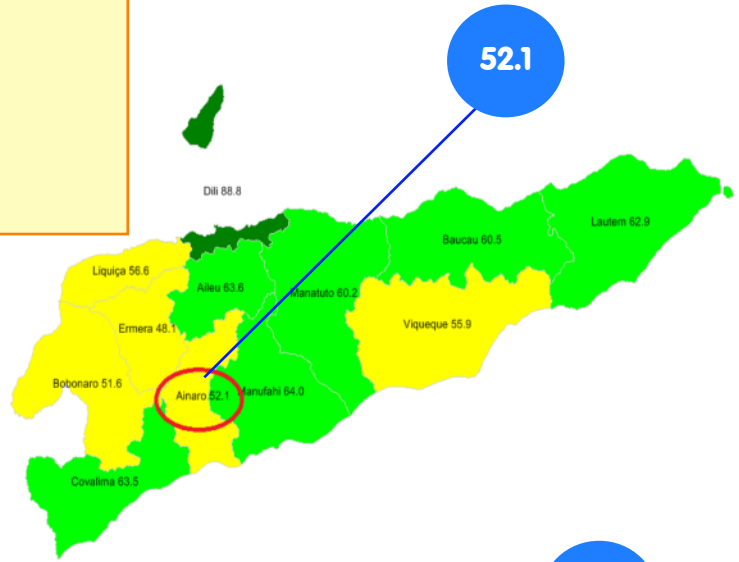 52.1
Dili 88.8
Lautem 62.9
Baucau 60.5
Liquiça 56.6
Aileu 63.6
Manatuto 60.2
Ermera 48.1
Viqueque 55.9
Bobonaro 51.6
Ainaro 52.1
Manufahi 64.0
Covalima 63.5